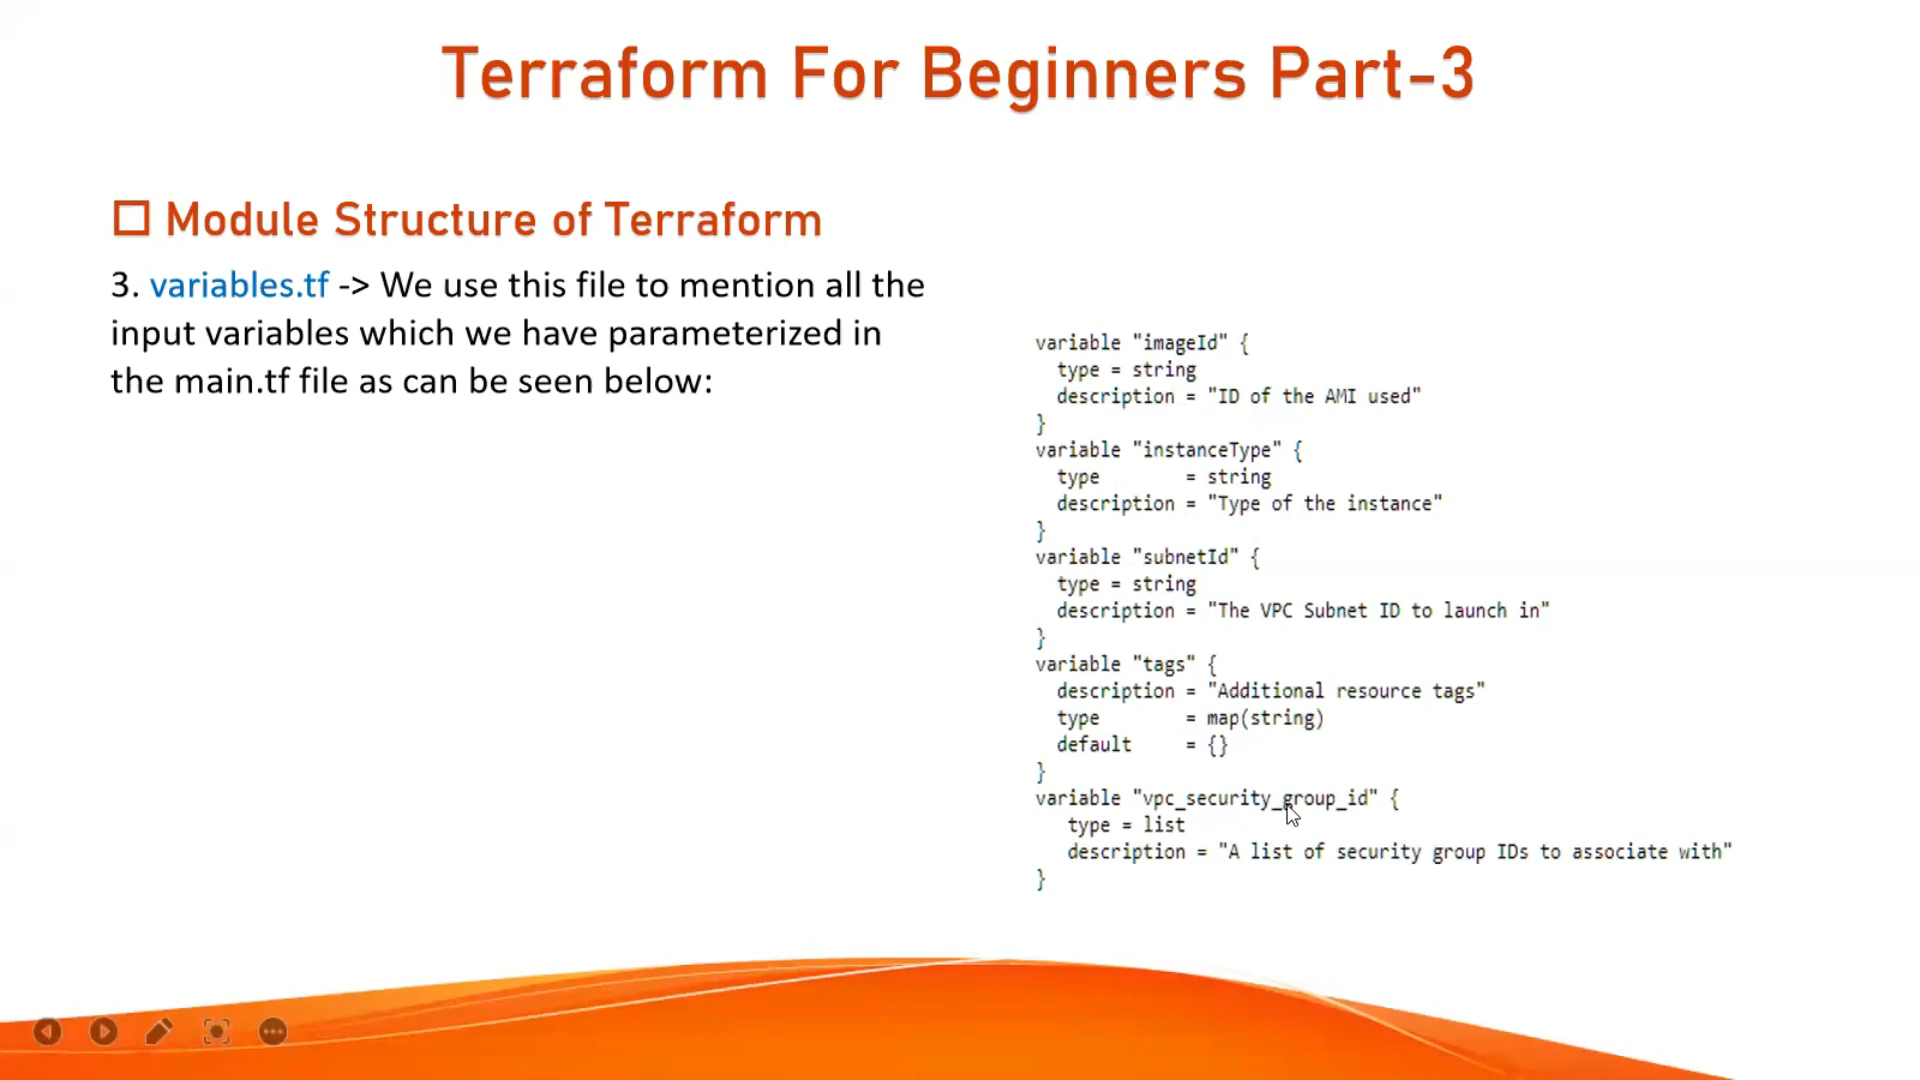 Terraform For Beginners Part-3
Module Structure of Terraform
3. variables.tf -> We use this file to mention all the
input variables which we have parameterized in
the main.tf file as can be seen below:
variable "imageId" {
  type = string
  description = "ID of the AMI used"
}
variable "instanceType" {
  type        = string
  description = "Type of the instance"
}
variable "subnetId" {
  type = string
  description = "The VPC Subnet ID to launch in"
}
variable "tags" {
  description = "Additional resource tags"
  type        = map(string)
  default     = {}
}
variable "vpc_security_group_id" {
   type = list
   description = "A list of security group IDs to associate with"
}